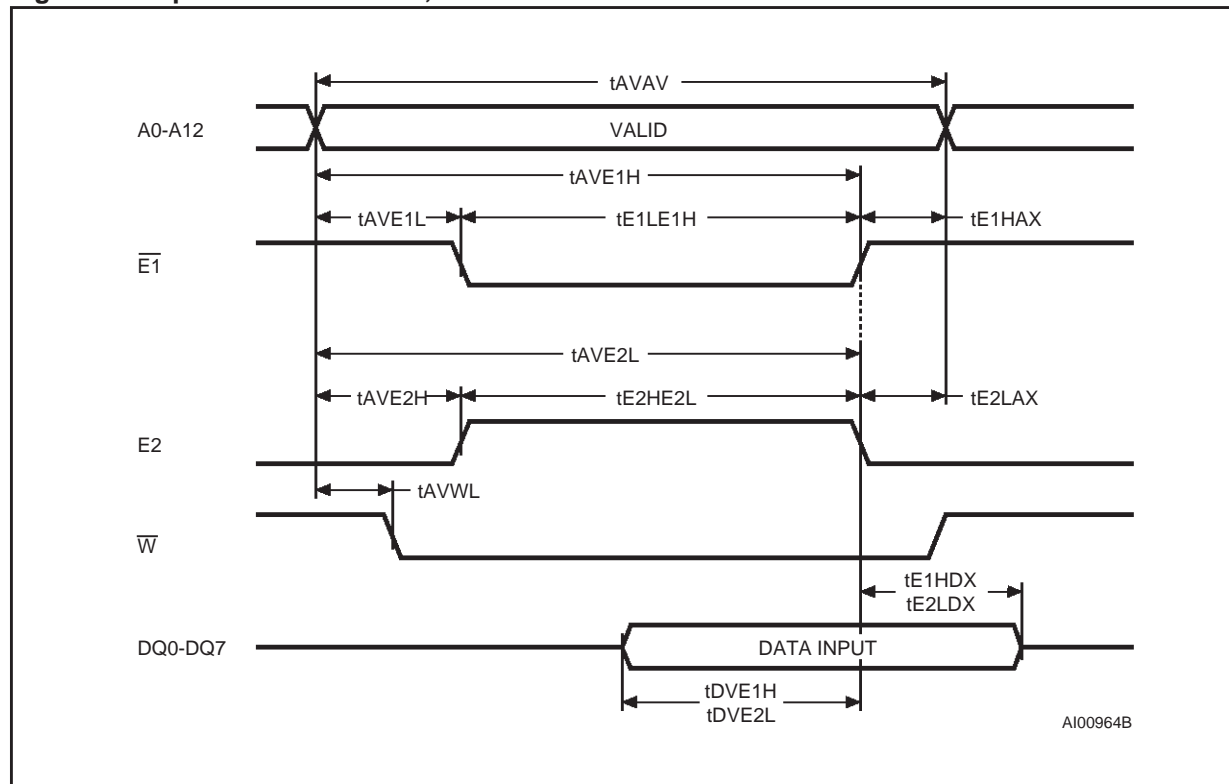 tAVAV
A0-A12
VALID
tAVE1H
tAVE1L
tE1LE1H
tE1HAX
E1
tAVE2L
tAVE2H
tE2HE2L
tE2LAX
E2
tAVWL
W
tE1HDX
tE2LDX
DQ0-DQ7
DATA INPUT
tDVE1H
tDVE2L
AI00964B